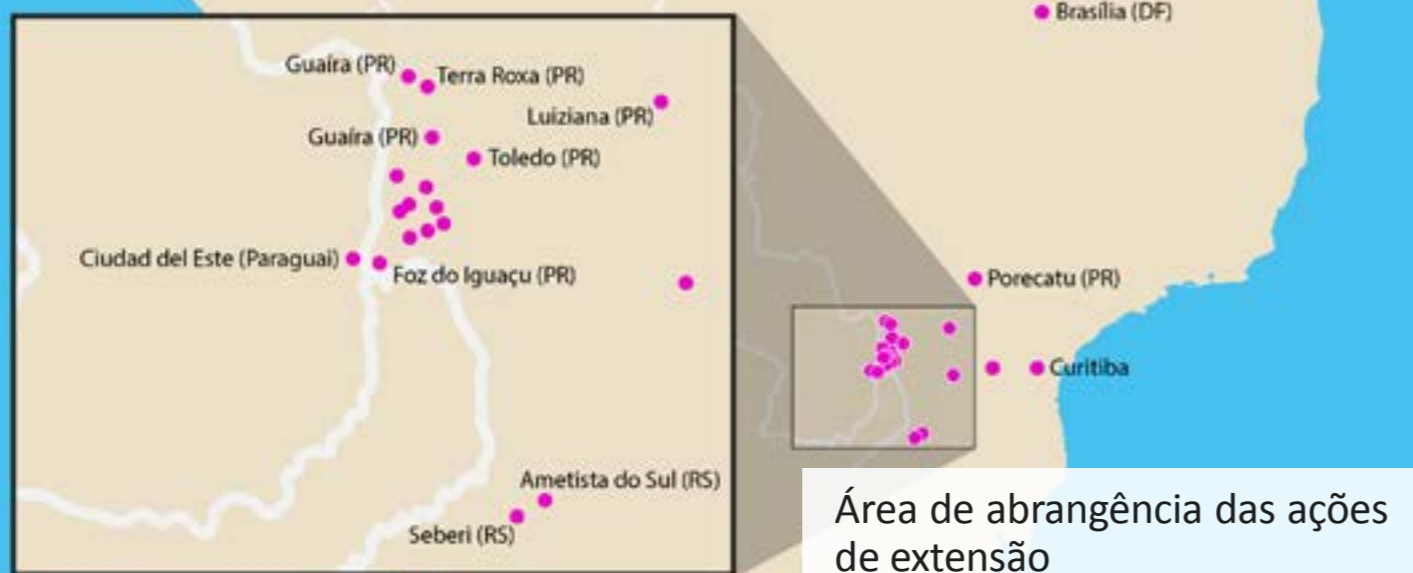 Brasília (DF)
Guaíra (PR)
Terra Roxa (PR)
Luiziana (PR)
Guaíra (PR)
Toledo (PR)
Ciudad del Este (Paraguai)
Foz do Iguaçu (PR)
Porecatu (PR)
Curitiba
Ametista do Sul (RS)
Seberi (RS)
Área de abrangência das ações
de extensão